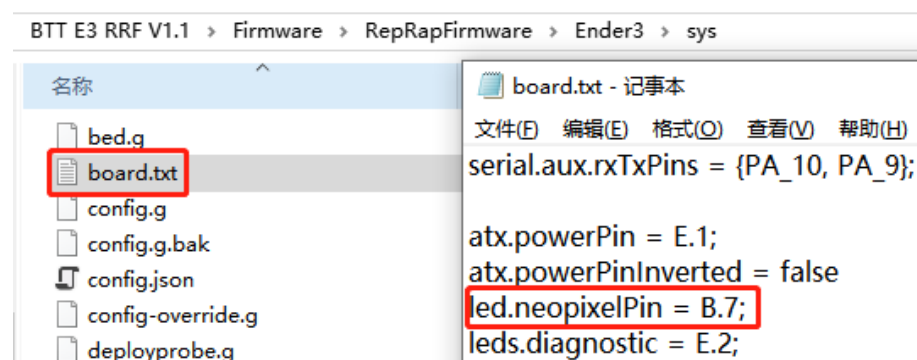 BTT E3 RRF V1.1 > Firmware > RepRapFirmware > Ender3 > sys
名称
bed.g
board.txt
config.g
config.g.bak
config.json
config-override.g
deployprobe.g
board.txt - 记事本
文件(F) 编辑(E) 格式(O) 查看(V) 帮助(H)
serial.aux.rxTxPins = {PA_10, PA_9};
atx.powerPin = E.1;
atx.powerPinInverted = false
led.neopixelPin = B.7;
leds.diagnostic = E.2;